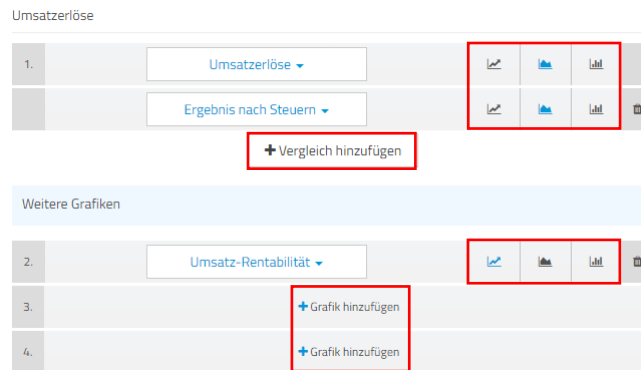 Umsatzerlöse
1. Umsatzerlöse
Ergebnis nach Steuern
+ Vergleich hinzufügen
Weitere Grafiken
2. Umsatz-Rentabilität
3. + Grafik hinzufügen
4. + Grafik hinzufügen